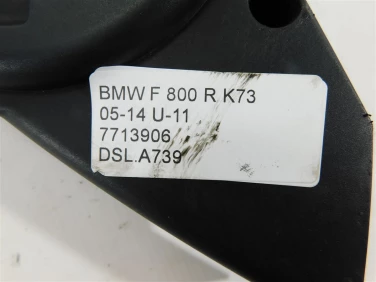 BMW F 800 R K73
05-14 U-11
7713906
DSL.A739